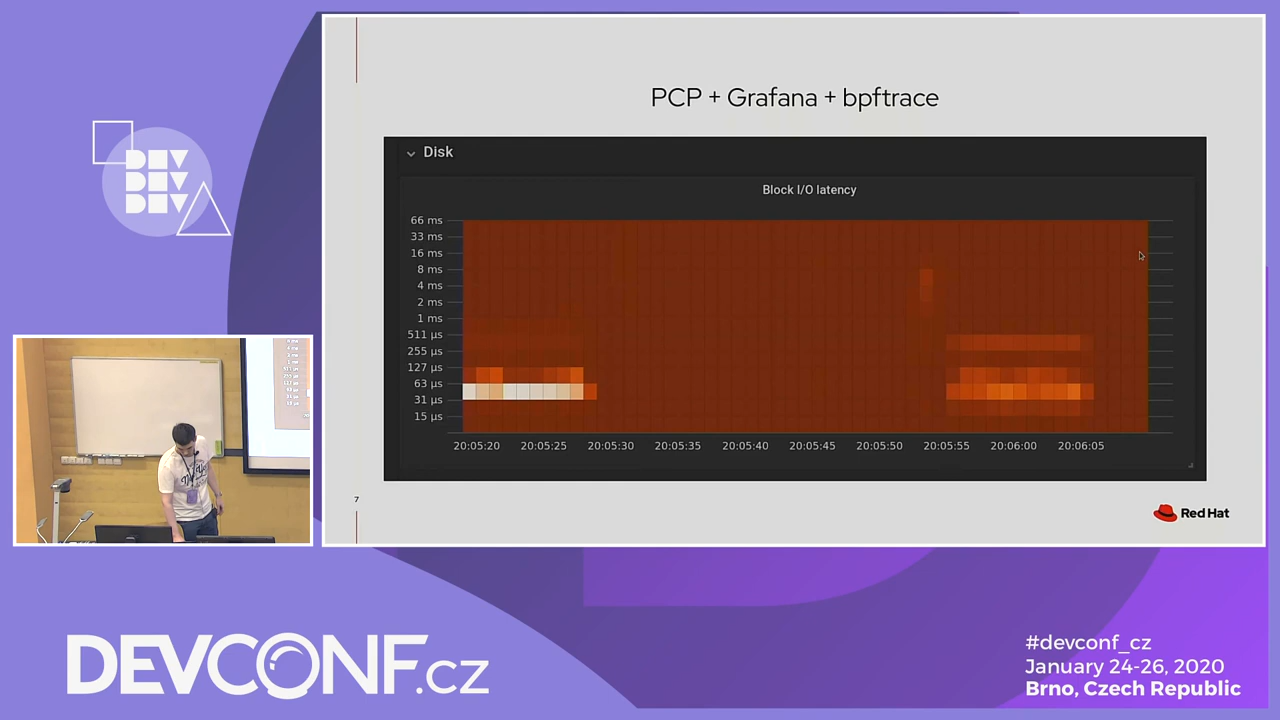 DEV
DEV
DEV
PCP + Grafana + bpftrace
Disk
Block I/O latency
66 ms
33 ms
16 ms
8 ms
4 ms
2 ms
1 ms
511 µs
255 µs
127 µs
63 µs
31 µs
15 µs
20:05:20 20:05:25 20:05:30 20:05:35 20:05:40 20:05:45 20:05:50 20:05:55 20:06:00 20:06:05
7
Red Hat
DEVCONF.cz
#devconf_cz
January 24-26, 2020
Brno, Czech Republic